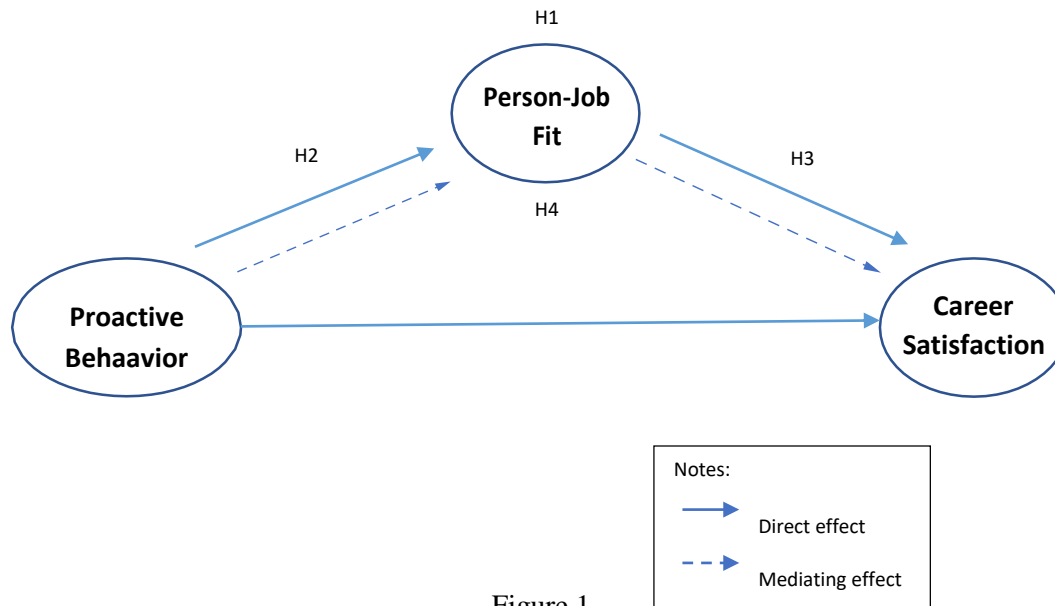 H1
Person-Job
Fit
H2
H3
H4
Proactive
Behaavior
Career
Satisfaction
Notes:
Direct effect
Mediating effect
Figure 1